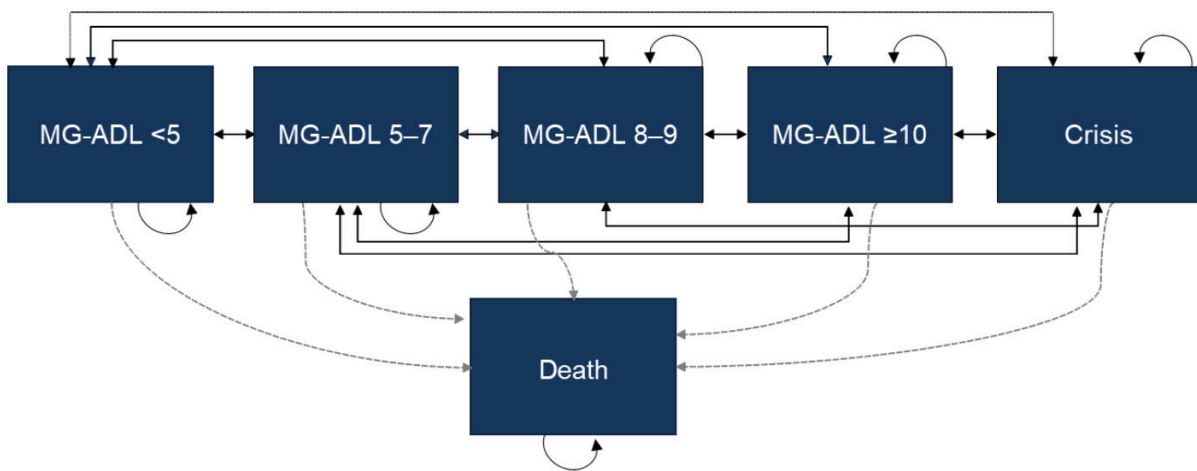 MG-ADL <5
MG-ADL 5–7
MG-ADL 8–9
MG-ADL ≥10
Crisis
Death